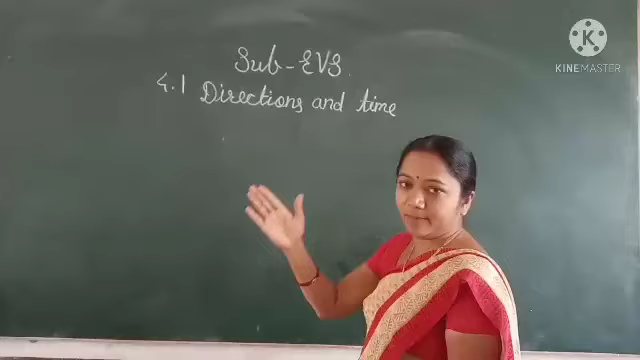 Sub - EVS.
4.1 Directions and time
K
KINEMASTER